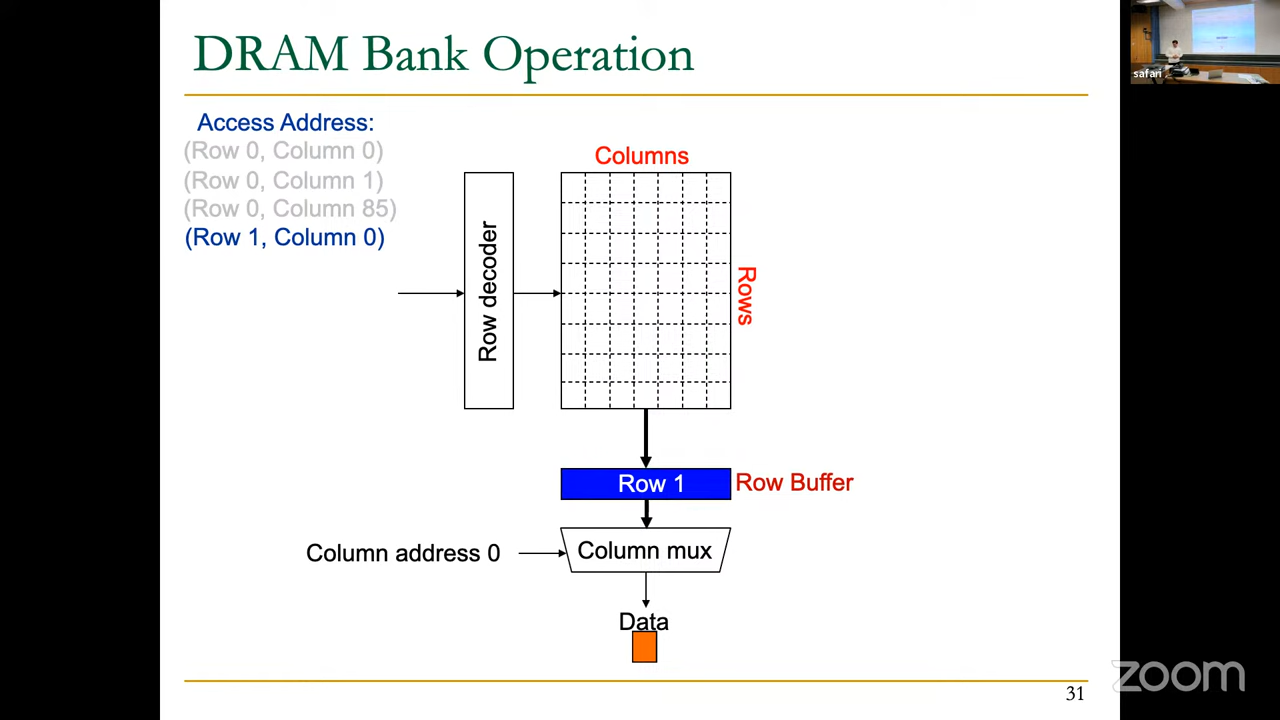 DRAM Bank Operation
safari
Access Address:
(Row 0, Column 0)
(Row 0, Column 1)
(Row 0, Column 85)
(Row 1, Column 0)
Columns
Row decoder
Rows
Row 1
Row Buffer
Column address 0
Column mux
Data
31
zoom